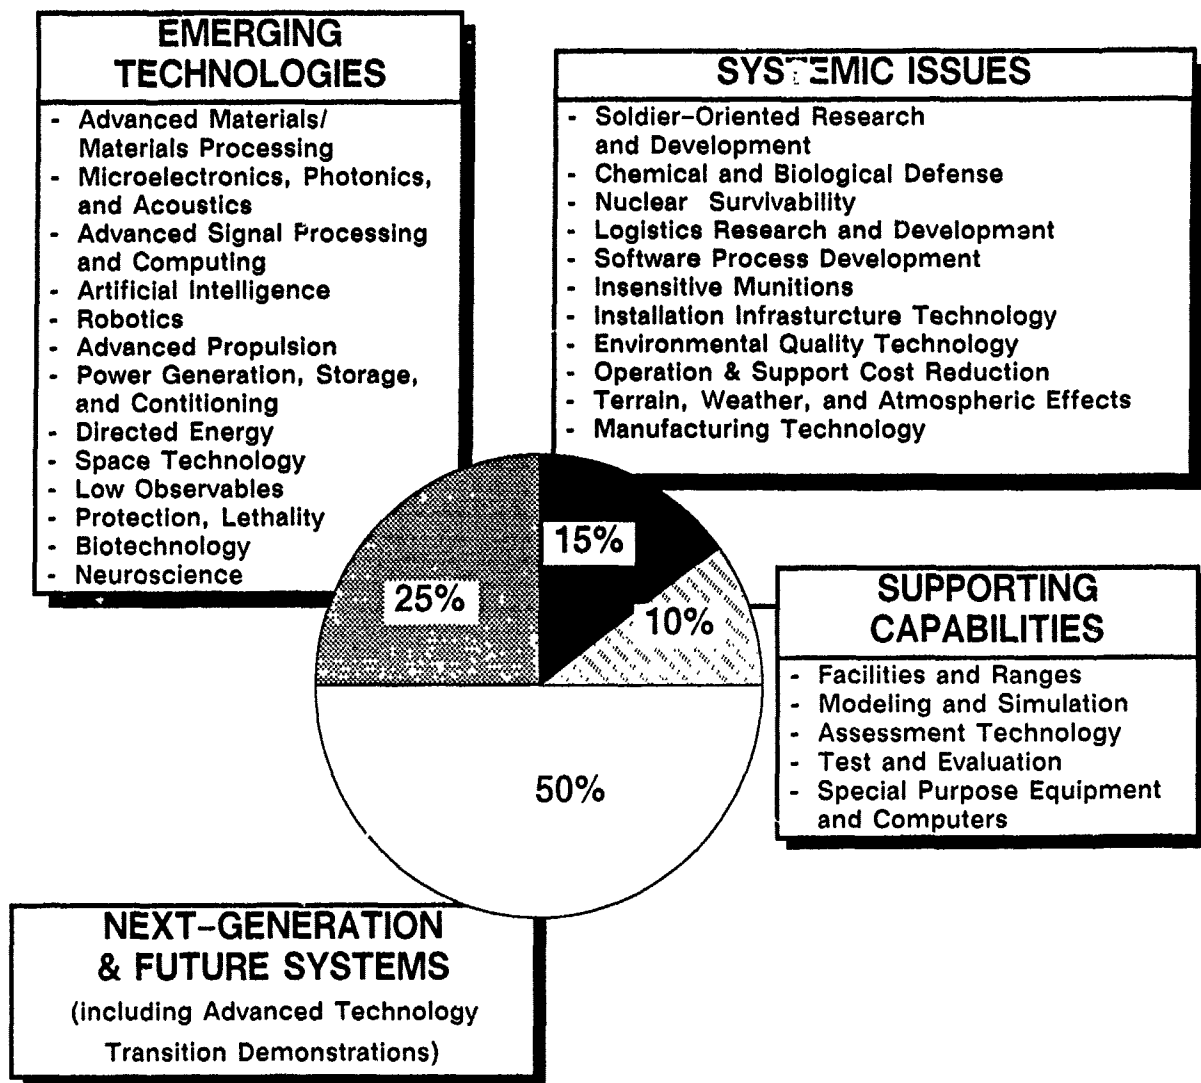 EMERGING
TECHNOLOGIES
- Advanced Materials/
Materials Processing
- Microelectronics, Photonics,
and Acoustics
- Advanced Signal Processing
and Computing
- Artificial Intelligence
- Robotics
- Advanced Propulsion
- Power Generation, Storage,
and Contitioning
- Directed Energy
- Space Technology
- Low Observables
- Protection, Lethality
- Biotechnology
- Neuroscience
SYSTEMIC ISSUES
- Soldier-Oriented Research
and Development
- Chemical and Biological Defense
- Nuclear Survivability
- Logistics Research and Development
- Software Process Development
- Insensitive Munitions
- Installation Infrasturcture Technology
- Environmental Quality Technology
- Operation & Support Cost Reduction
- Terrain, Weather, and Atmospheric Effects
- Manufacturing Technology
15%
25%
10%
50%
SUPPORTING
CAPABILITIES
- Facilities and Ranges
- Modeling and Simulation
- Assessment Technology
- Test and Evaluation
- Special Purpose Equipment
and Computers
NEXT-GENERATION
& FUTURE SYSTEMS
(including Advanced Technology
Transition Demonstrations)